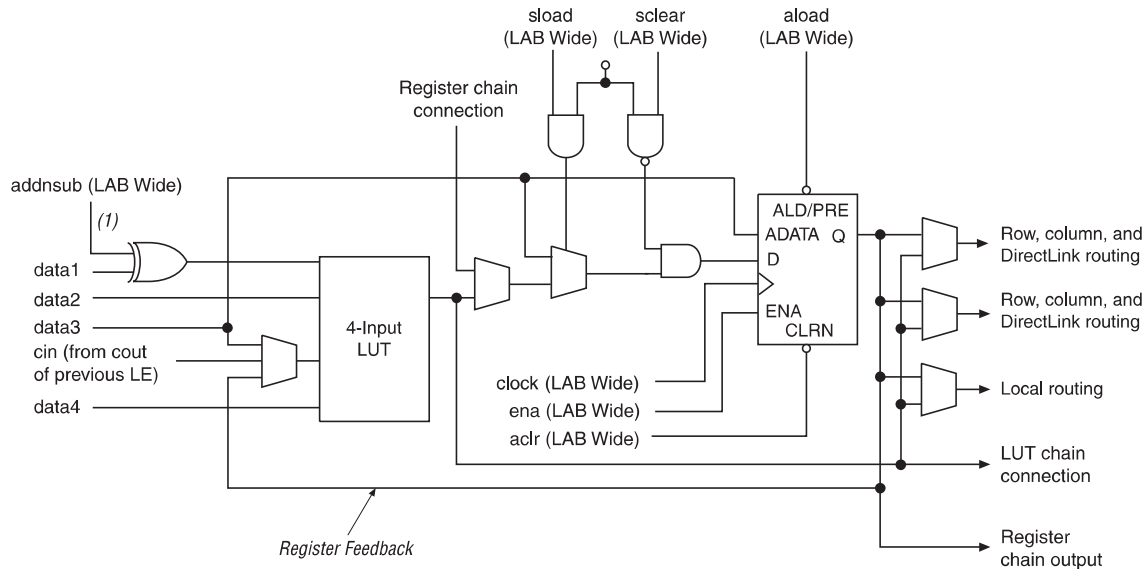 sload
(LAB Wide)
sclear
(LAB Wide)
aload
(LAB Wide)
Register chain
connection
addnsub (LAB Wide)
(1)
data1
data2
data3
cin (from cout
of previous LE)
data4
4-Input
LUT
ALD/PRE
ADATA Q
D
ENA
CLRN
clock (LAB Wide)
ena (LAB Wide)
aclr (LAB Wide)
Row, column, and
DirectLink routing
Row, column, and
DirectLink routing
Local routing
LUT chain
connection
Register
chain output
Register Feedback